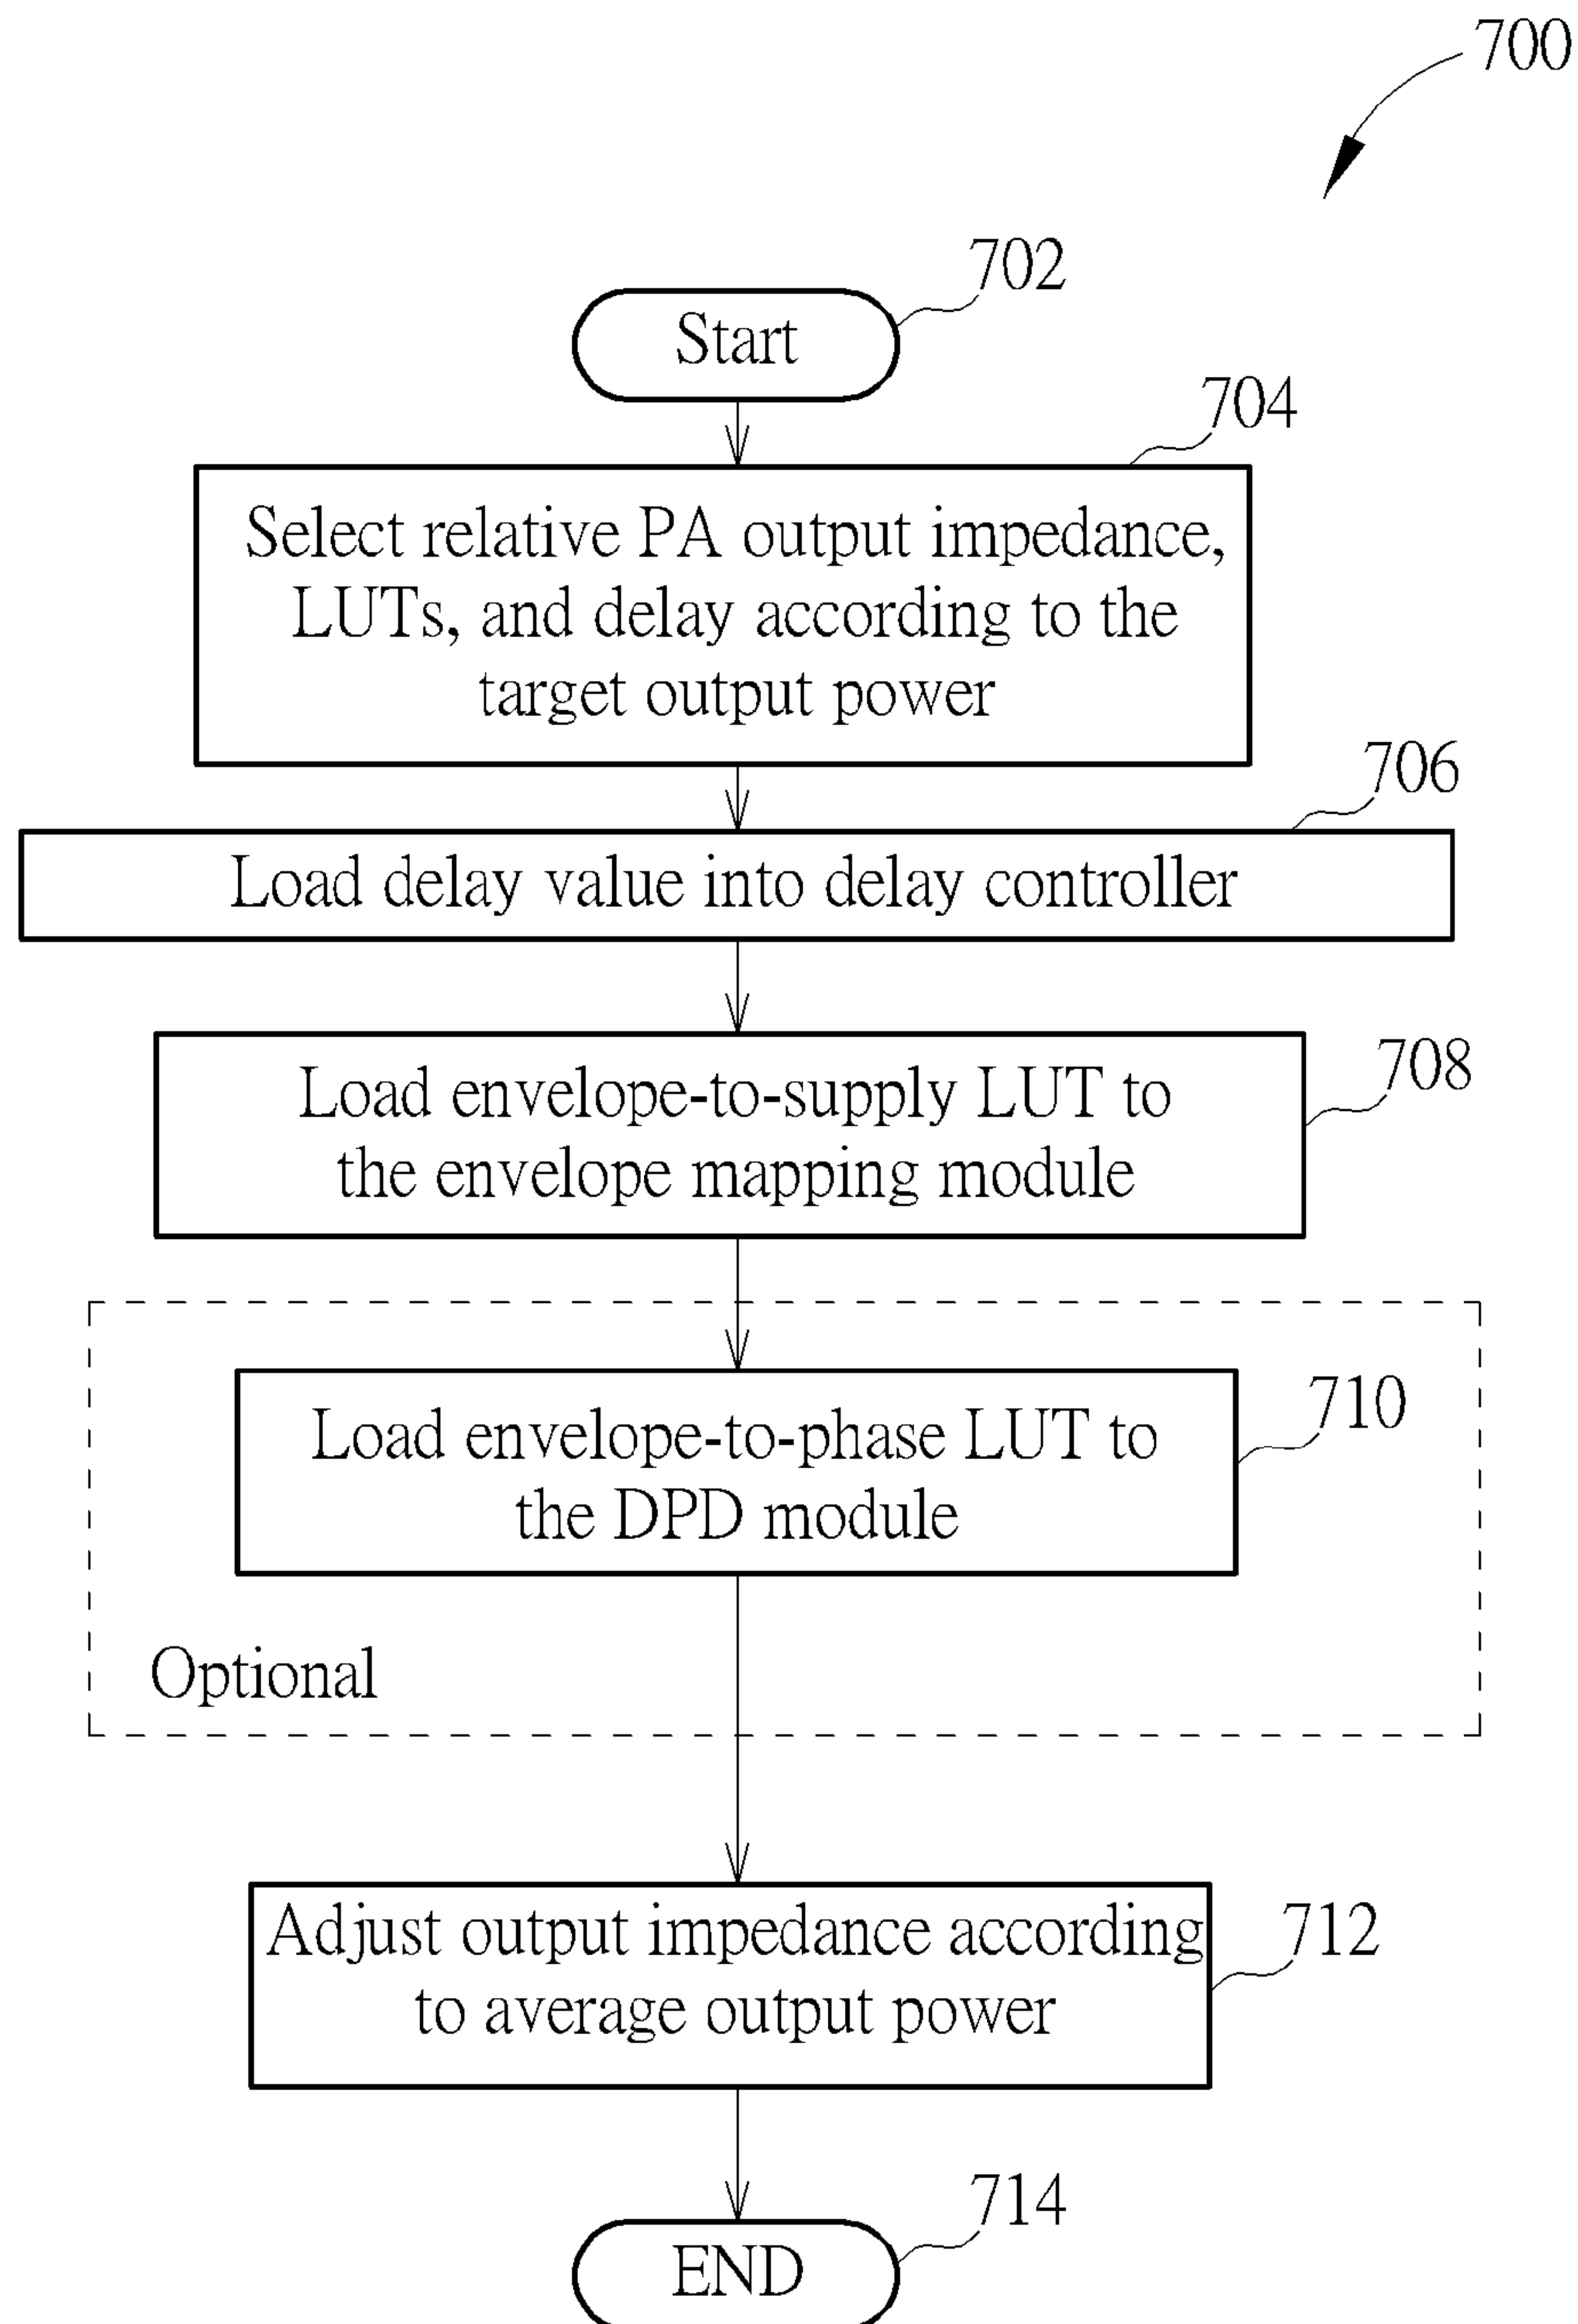 700
702
Start
704
Select relative PA output impedance,
LUTs, and delay according to the
target output power
706
Load delay value into delay controller
708
Load envelope-to-supply LUT to
the envelope mapping module
710
Load envelope-to-phase LUT to
the DPD module
Optional
712
Adjust output impedance according
to average output power
714
END